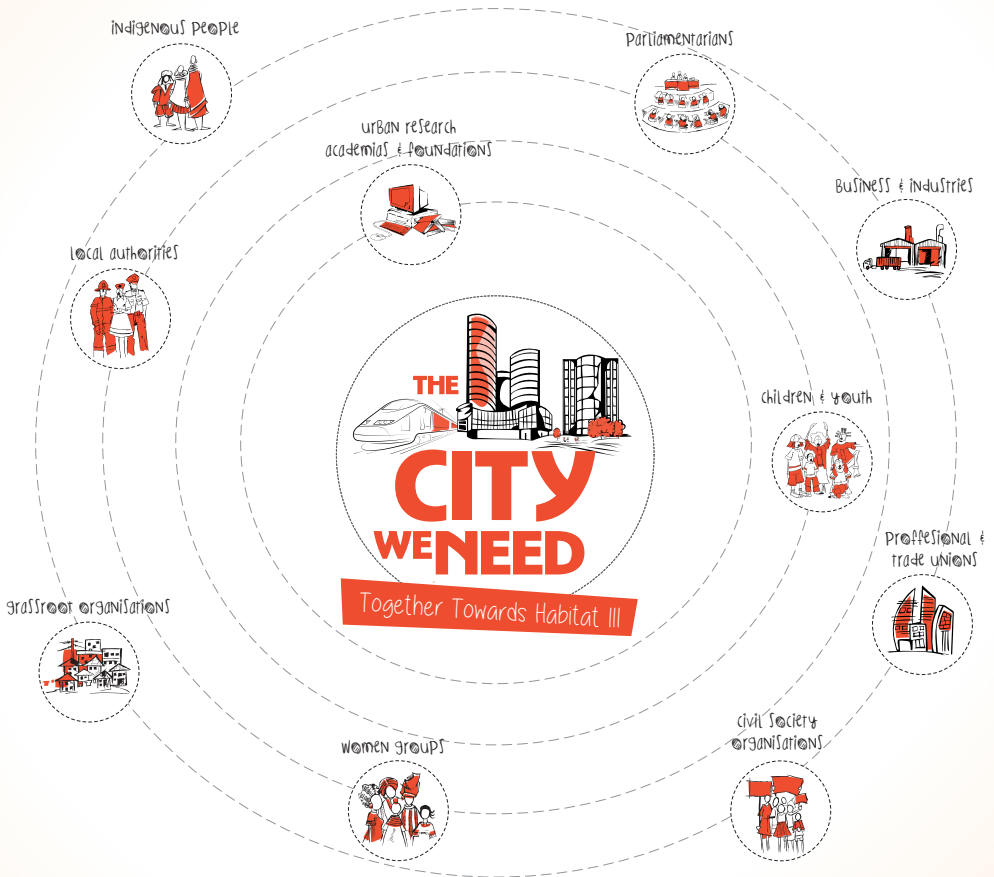 indigenous people
parliamentarians
urban research
academias & foundations
business & industries
local authorities
THE
CITY
WE NEED
Together Towards Habitat III
children & youth
proffesional &
trade unions
grassroot organisations
women groups
civil society
organisations